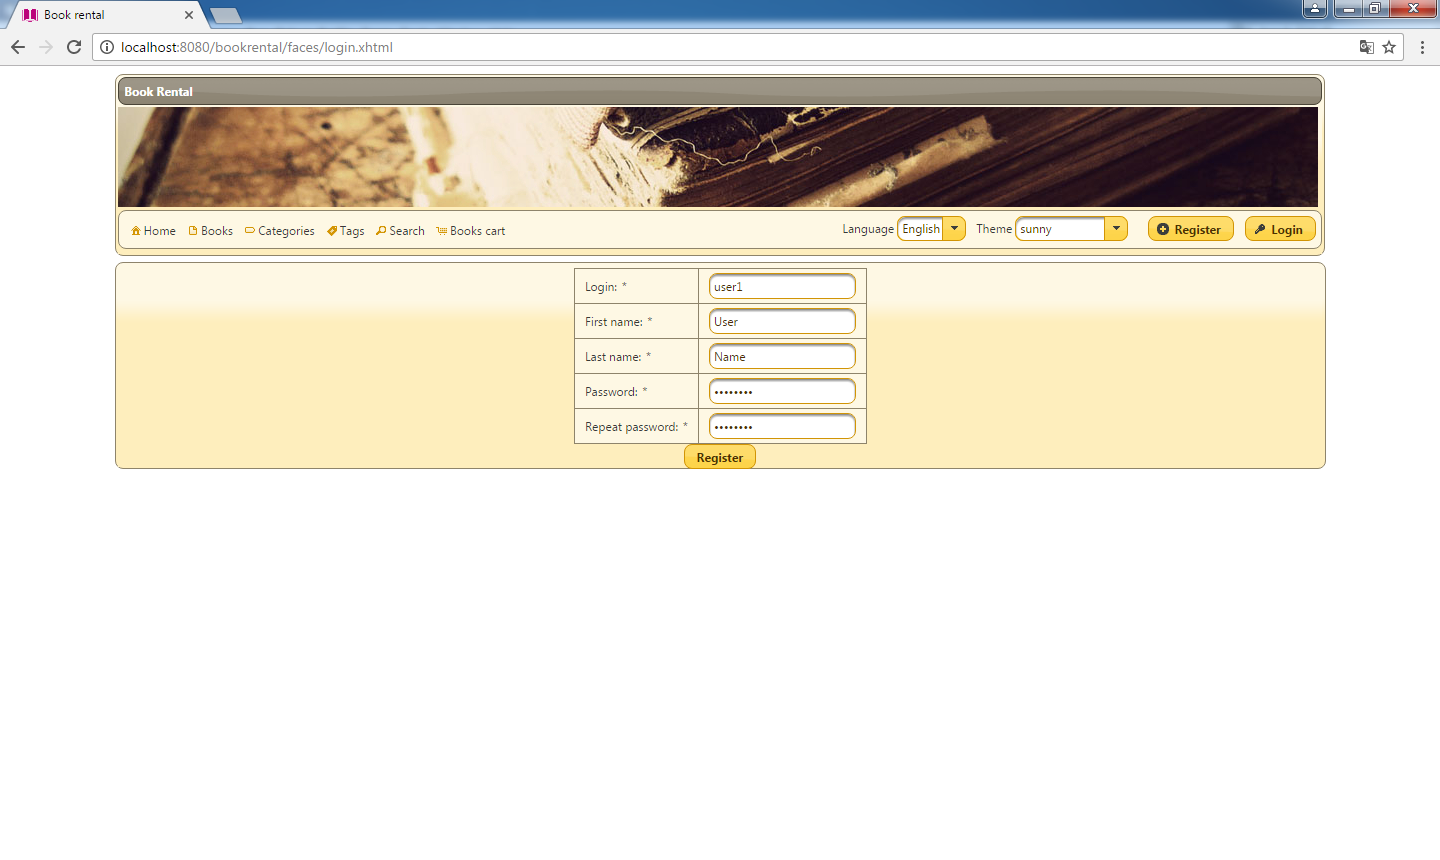 Book rental
localhost:8080/bookrental/faces/login.xhtml
Book Rental
Home Books Categories Tags Search Books cart Language English Theme sunny Register Login
Login: * user1
First name: * User
Last name: * Name
Password: * ••••••••
Repeat password: * ••••••••
Register